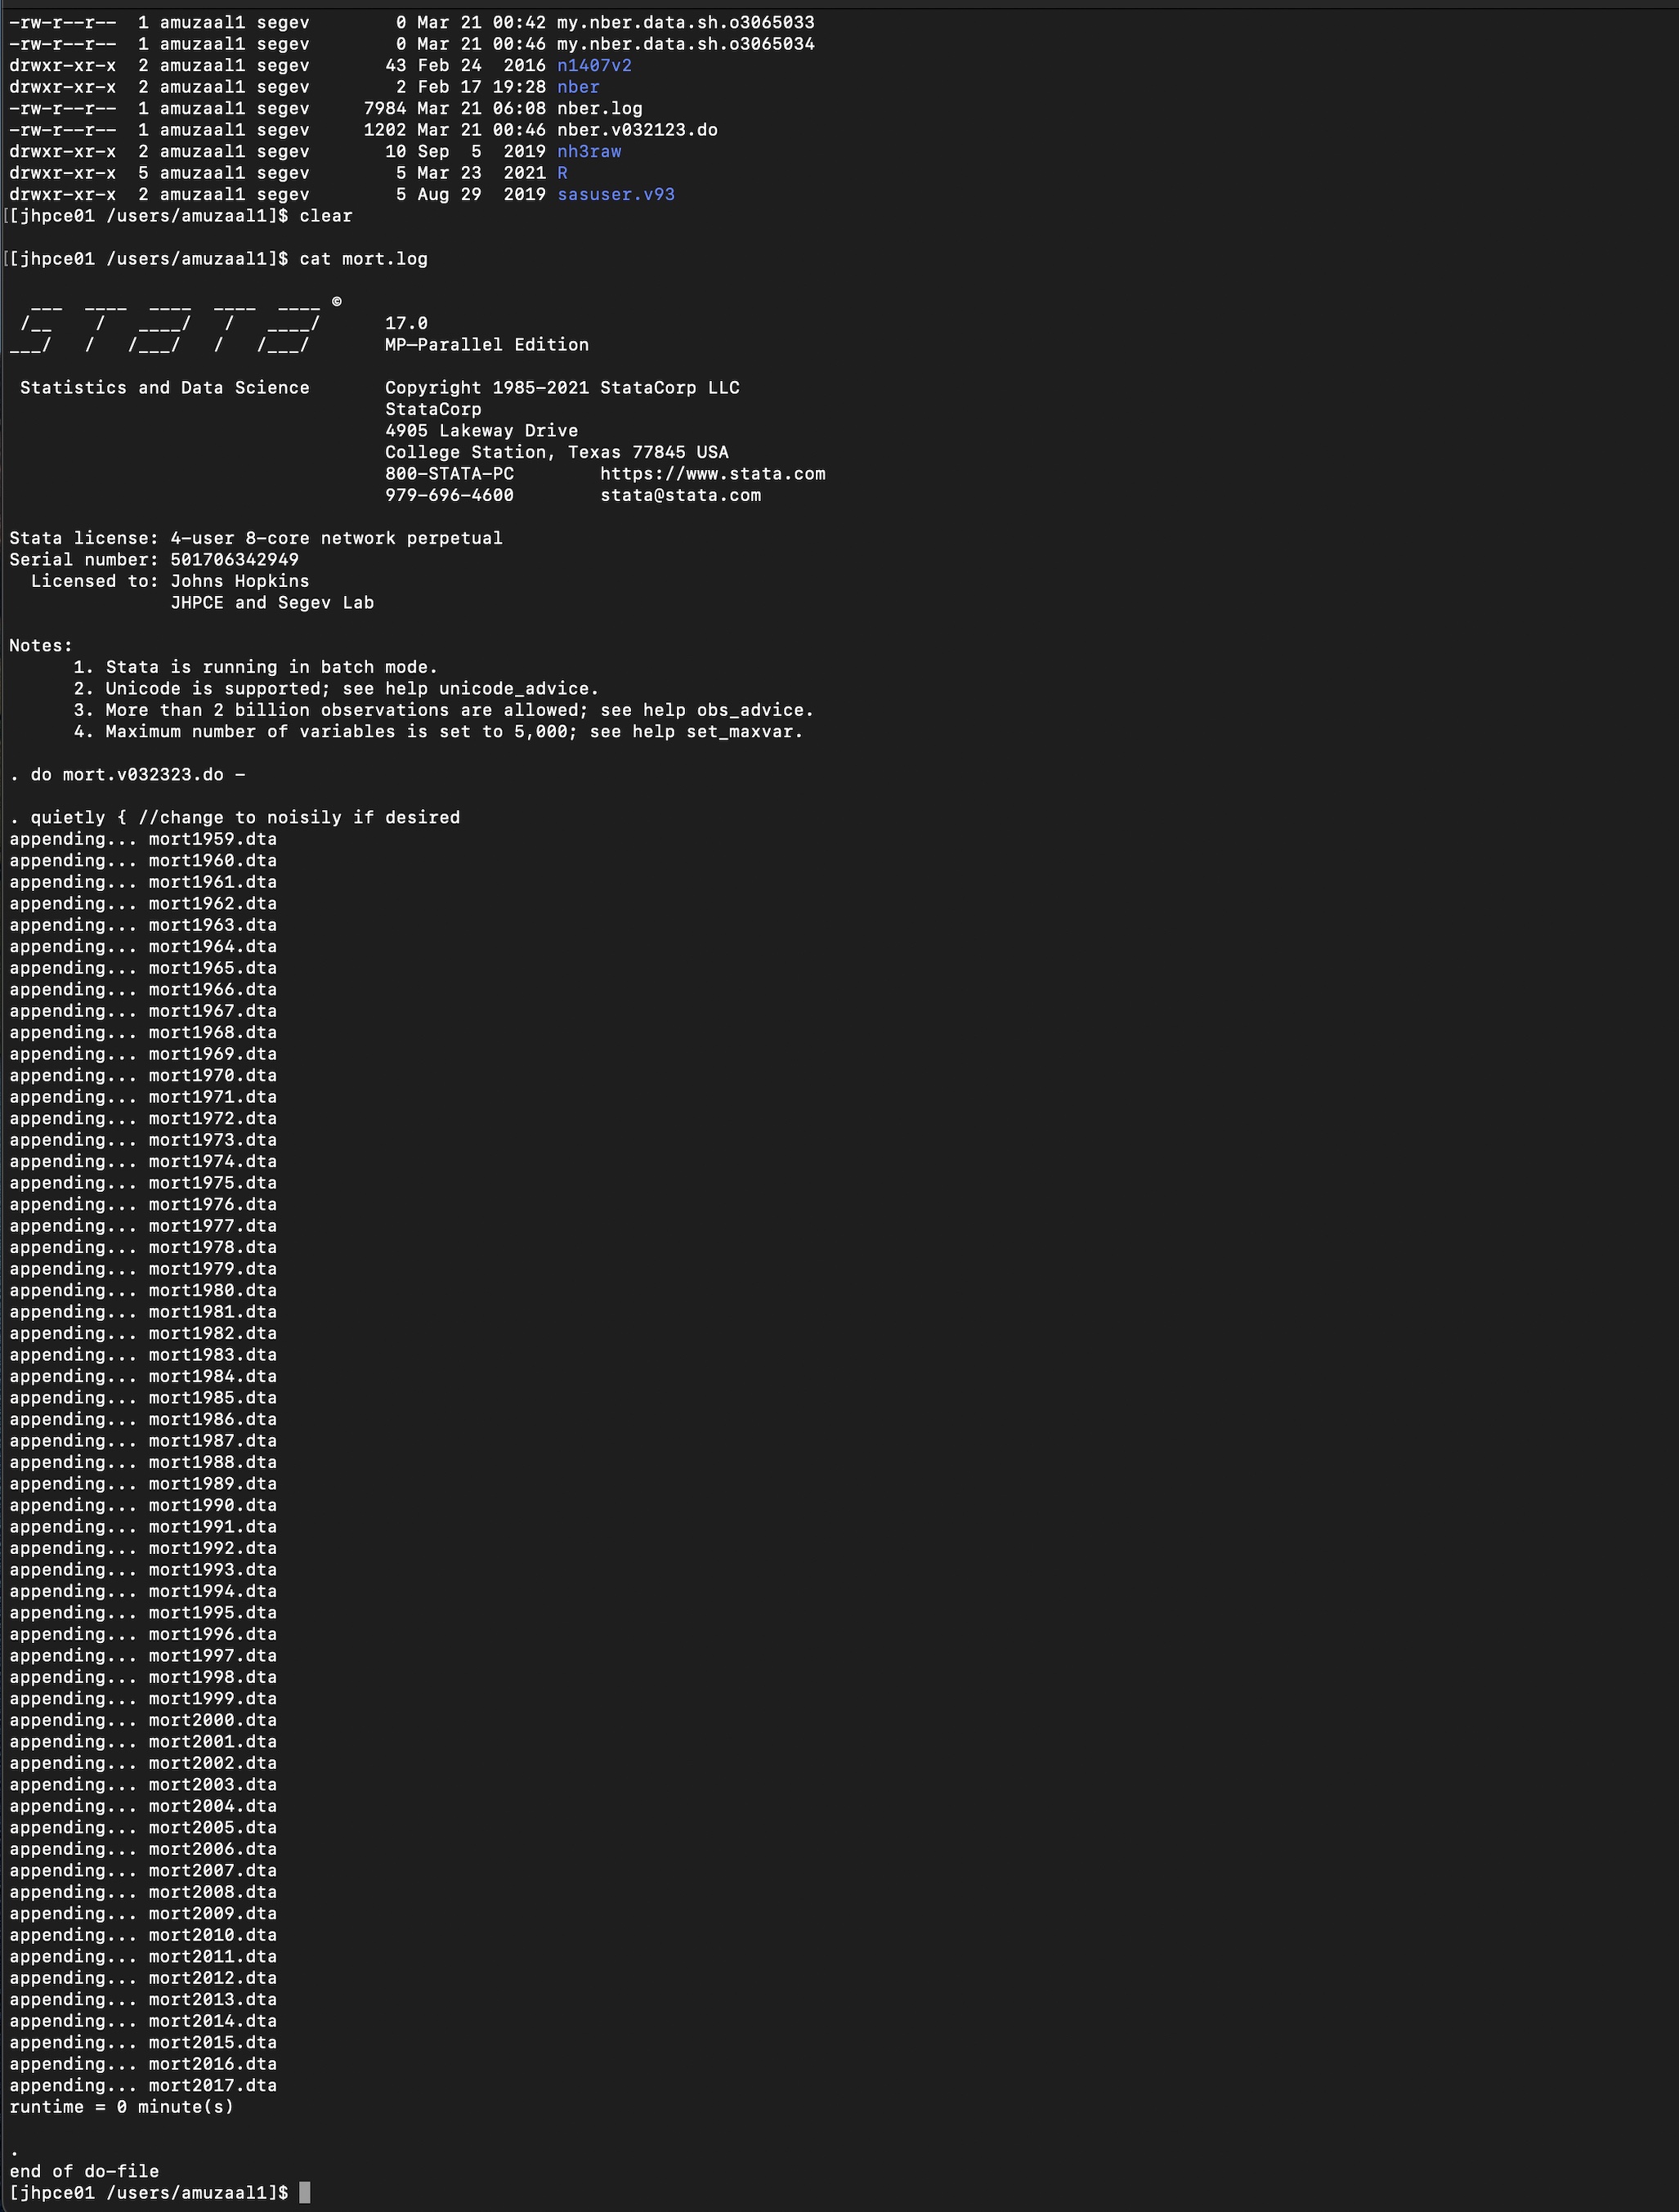 -rw-r--r--  1 amuzaal1 segev        0 Mar 21 00:42 my.nber.data.sh.o3065033
-rw-r--r--  1 amuzaal1 segev        0 Mar 21 00:46 my.nber.data.sh.o3065034
drwxr-xr-x  2 amuzaal1 segev       43 Feb 24  2016 n1407v2
drwxr-xr-x  2 amuzaal1 segev        2 Feb 17 19:28 nber
-rw-r--r--  1 amuzaal1 segev     7984 Mar 21 06:08 nber.log
-rw-r--r--  1 amuzaal1 segev     1202 Mar 21 00:46 nber.v032123.do
drwxr-xr-x  2 amuzaal1 segev       10 Sep  5  2019 nh3raw
drwxr-xr-x  5 amuzaal1 segev        5 Mar 23  2021 R
drwxr-xr-x  2 amuzaal1 segev        5 Aug 29  2019 sasuser.v93
[[jhpce01 /users/amuzaal1]$ clear
[[jhpce01 /users/amuzaal1]$ cat mort.log
  ___  ____  ____  ____  ____ ©
 /__    /   ____/   /   ____/      17.0
___/   /   /___/   /   /___/       MP—Parallel Edition
 Statistics and Data Science       Copyright 1985-2021 StataCorp LLC
                                   StataCorp
                                   4905 Lakeway Drive
                                   College Station, Texas 77845 USA
                                   800-STATA-PC        https://www.stata.com
                                   979-696-4600        stata@stata.com
Stata license: 4-user 8-core network perpetual
Serial number: 501706342949
  Licensed to: Johns Hopkins
               JHPCE and Segev Lab
Notes:
      1. Stata is running in batch mode.
      2. Unicode is supported; see help unicode_advice.
      3. More than 2 billion observations are allowed; see help obs_advice.
      4. Maximum number of variables is set to 5,000; see help set_maxvar.
. do mort.v032323.do -
. quietly { //change to noisily if desired
appending... mort1959.dta
appending... mort1960.dta
appending... mort1961.dta
appending... mort1962.dta
appending... mort1963.dta
appending... mort1964.dta
appending... mort1965.dta
appending... mort1966.dta
appending... mort1967.dta
appending... mort1968.dta
appending... mort1969.dta
appending... mort1970.dta
appending... mort1971.dta
appending... mort1972.dta
appending... mort1973.dta
appending... mort1974.dta
appending... mort1975.dta
appending... mort1976.dta
appending... mort1977.dta
appending... mort1978.dta
appending... mort1979.dta
appending... mort1980.dta
appending... mort1981.dta
appending... mort1982.dta
appending... mort1983.dta
appending... mort1984.dta
appending... mort1985.dta
appending... mort1986.dta
appending... mort1987.dta
appending... mort1988.dta
appending... mort1989.dta
appending... mort1990.dta
appending... mort1991.dta
appending... mort1992.dta
appending... mort1993.dta
appending... mort1994.dta
appending... mort1995.dta
appending... mort1996.dta
appending... mort1997.dta
appending... mort1998.dta
appending... mort1999.dta
appending... mort2000.dta
appending... mort2001.dta
appending... mort2002.dta
appending... mort2003.dta
appending... mort2004.dta
appending... mort2005.dta
appending... mort2006.dta
appending... mort2007.dta
appending... mort2008.dta
appending... mort2009.dta
appending... mort2010.dta
appending... mort2011.dta
appending... mort2012.dta
appending... mort2013.dta
appending... mort2014.dta
appending... mort2015.dta
appending... mort2016.dta
appending... mort2017.dta
runtime = 0 minute(s)
.
end of do-file
[jhpce01 /users/amuzaal1]$